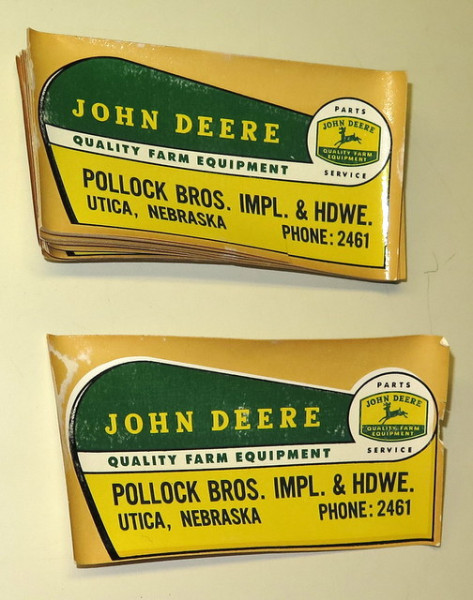 PARTS
JOHN DEERE
QUALITY FARM
EQUIPMENT
SERVICE
JOHN DEERE
QUALITY FARM EQUIPMENT
POLLOCK BROS. IMPL. & HDWE.
UTICA, NEBRASKA PHONE: 2461
PARTS
JOHN DEERE
QUALITY FARM
EQUIPMENT
SERVICE
JOHN DEERE
QUALITY FARM EQUIPMENT
POLLOCK BROS. IMPL. & HDWE.
UTICA, NEBRASKA PHONE: 2461